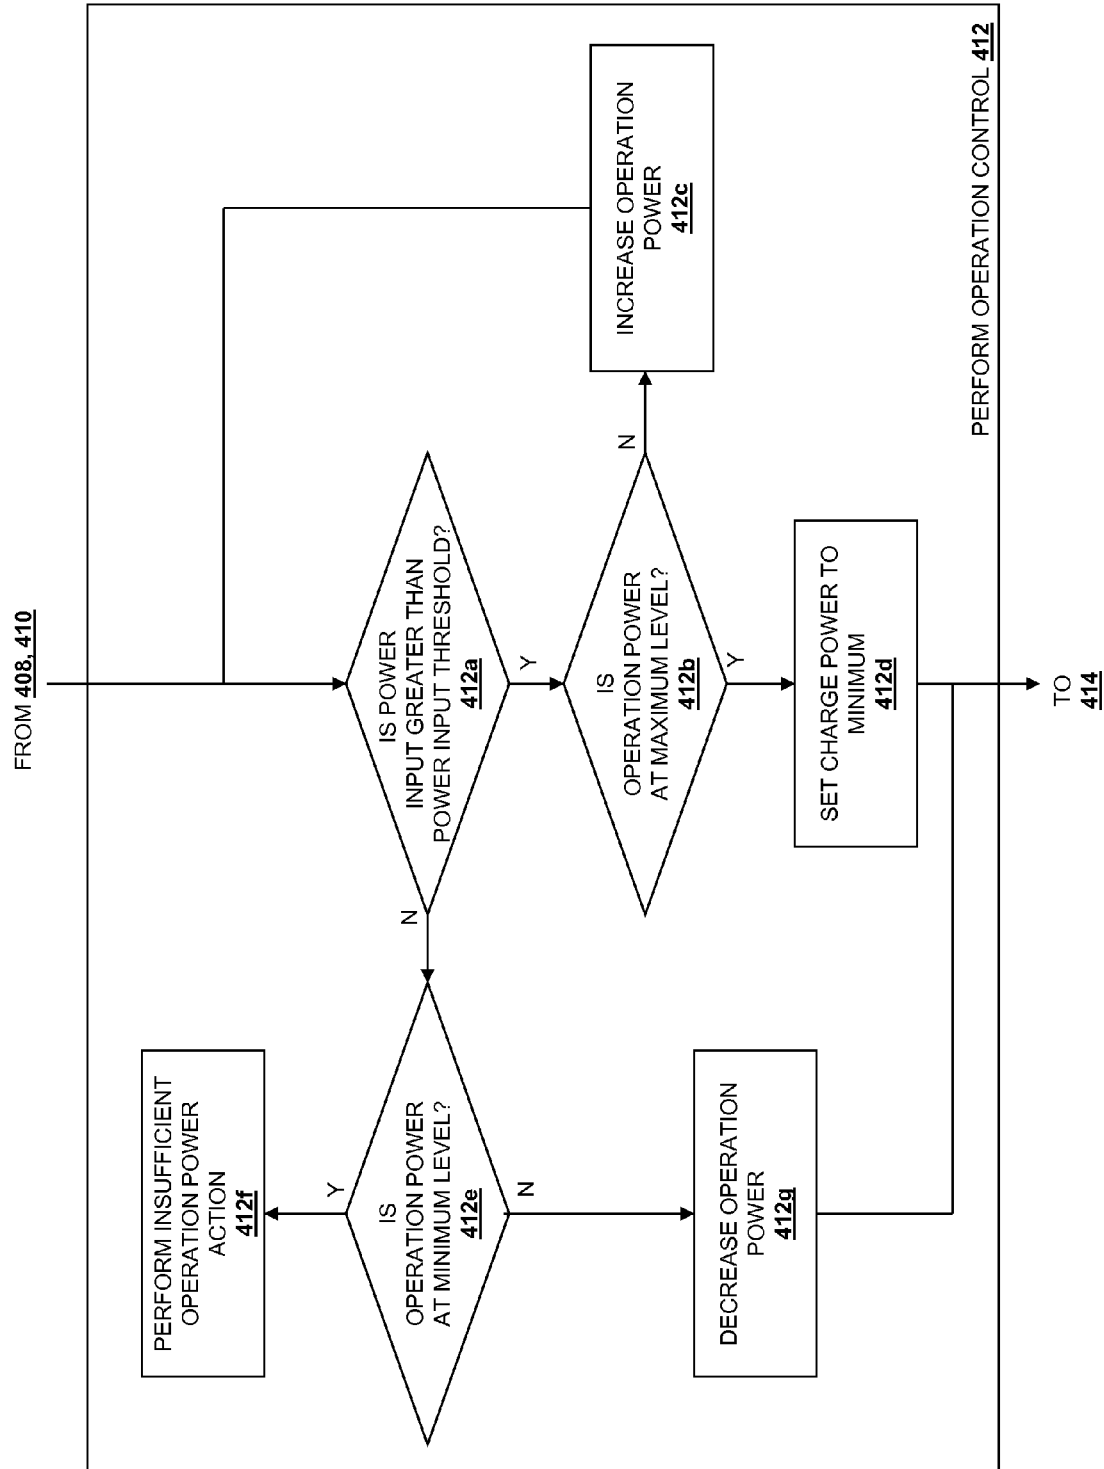 FROM 408, 410
IS POWER
INPUT GREATER THAN
POWER INPUT THRESHOLD?
412a
N
Y
IS
OPERATION POWER
AT MAXIMUM LEVEL?
412b
N
Y
INCREASE OPERATION
POWER
412c
SET CHARGE POWER TO
MINIMUM
412d
IS
OPERATION POWER
AT MINIMUM LEVEL?
412e
Y
N
PERFORM INSUFFICIENT
OPERATION POWER
ACTION
412f
DECREASE OPERATION
POWER
412g
PERFORM OPERATION CONTROL 412
TO
414